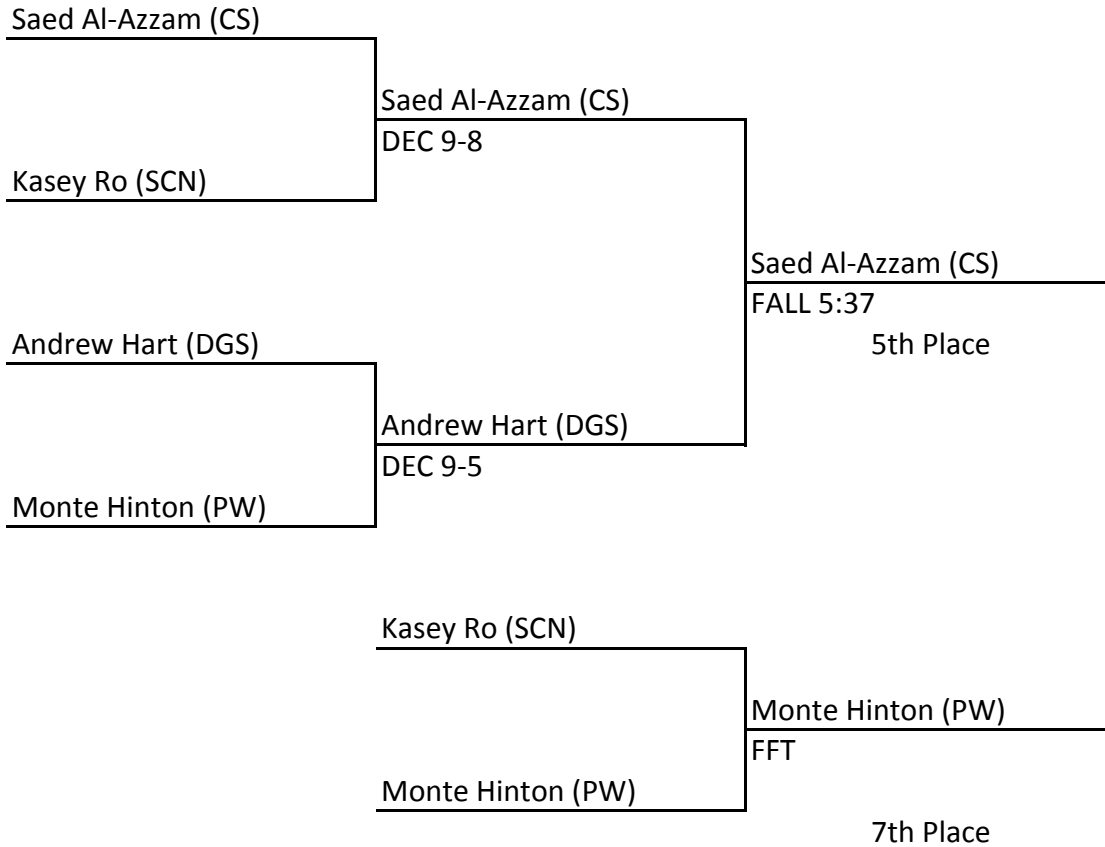 Saed Al-Azzam (CS)
Saed Al-Azzam (CS)
DEC 9-8
Kasey Ro (SCN)
Saed Al-Azzam (CS)
FALL 5:37
Andrew Hart (DGS)
5th Place
Andrew Hart (DGS)
DEC 9-5
Monte Hinton (PW)
Kasey Ro (SCN)
Monte Hinton (PW)
FFT
Monte Hinton (PW)
7th Place